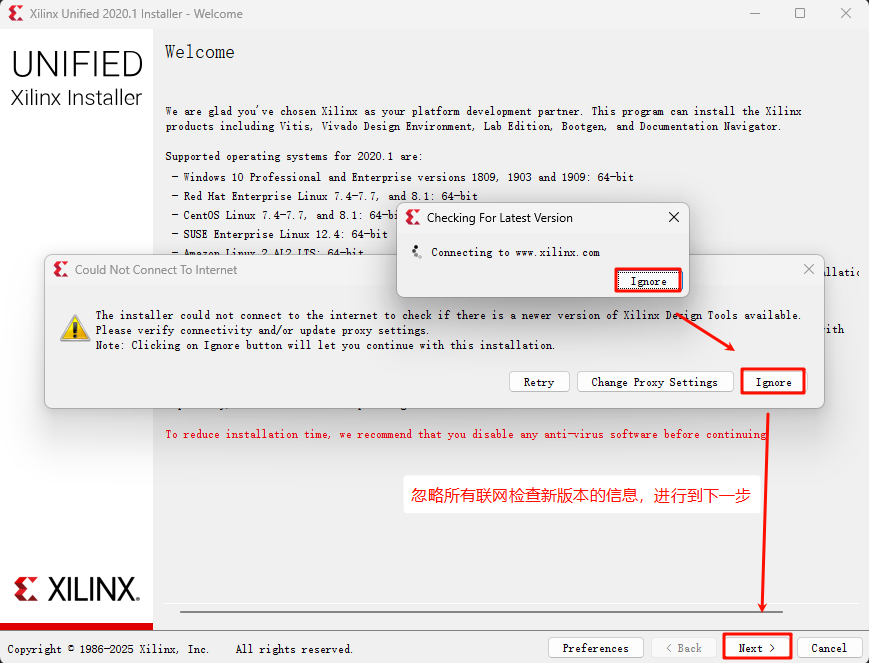 Xilinx Unified 2020.1 Installer - Welcome
UNIFIED
Xilinx Installer
Welcome
We are glad you've chosen Xilinx as your platform development partner. This program can install the Xilinx
products including Vitis, Vivado Design Environment, Lab Edition, Bootgen, and Documentation Navigator.
Supported operating systems for 2020.1 are:
- Windows 10 Professional and Enterprise versions 1809, 1903 and 1909: 64-bit
- Red Hat Enterprise Linux 7.4-7.7, and 8.1: 64-bit
- CentOS Linux 7.4-7.7, and 8.1: 64-bi
- SUSE Enterprise Linux 12.4: 64-bit
- Amazon Linux 2 AL2 LTS: 64-bit
Checking For Latest Version
Connecting to www.xilinx.com
Ignore
Could Not Connect To Internet
The installer could not connect to the internet to check if there is a newer version of Xilinx Design Tools available.
Please verify connectivity and/or update proxy settings.
Note: Clicking on Ignore button will let you continue with this installation.
Retry
Change Proxy Settings
Ignore
To reduce installation time, we recommend that you disable any anti-virus software before continuing
忽略所有联网检查新版本的信息，进行到下一步
XILINX.
Copyright © 1986-2025 Xilinx, Inc. All rights reserved.
Preferences
< Back
Next >
Cancel